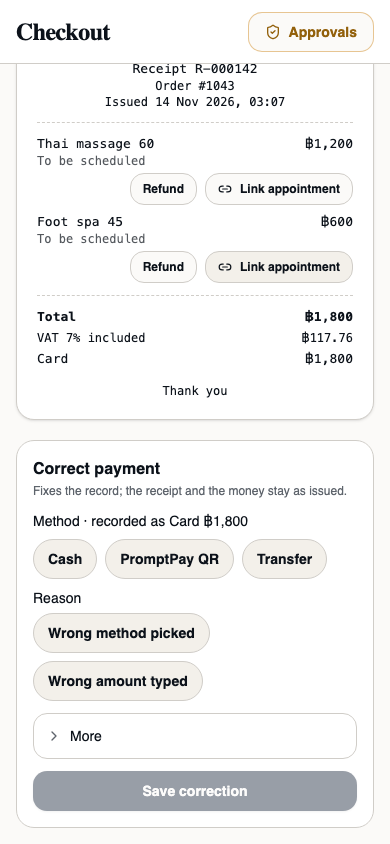 Checkout
Approvals
Receipt R-000142
Order #1043
Issued 14 Nov 2026, 03:07
Thai massage 60 ฿1,200
To be scheduled
Refund Link appointment
Foot spa 45 ฿600
To be scheduled
Refund Link appointment
Total ฿1,800
VAT 7% included ฿117.76
Card ฿1,800
Thank you
Correct payment
Fixes the record; the receipt and the money stay as issued.
Method · recorded as Card ฿1,800
Cash PromptPay QR Transfer
Reason
Wrong method picked
Wrong amount typed
More
Save correction